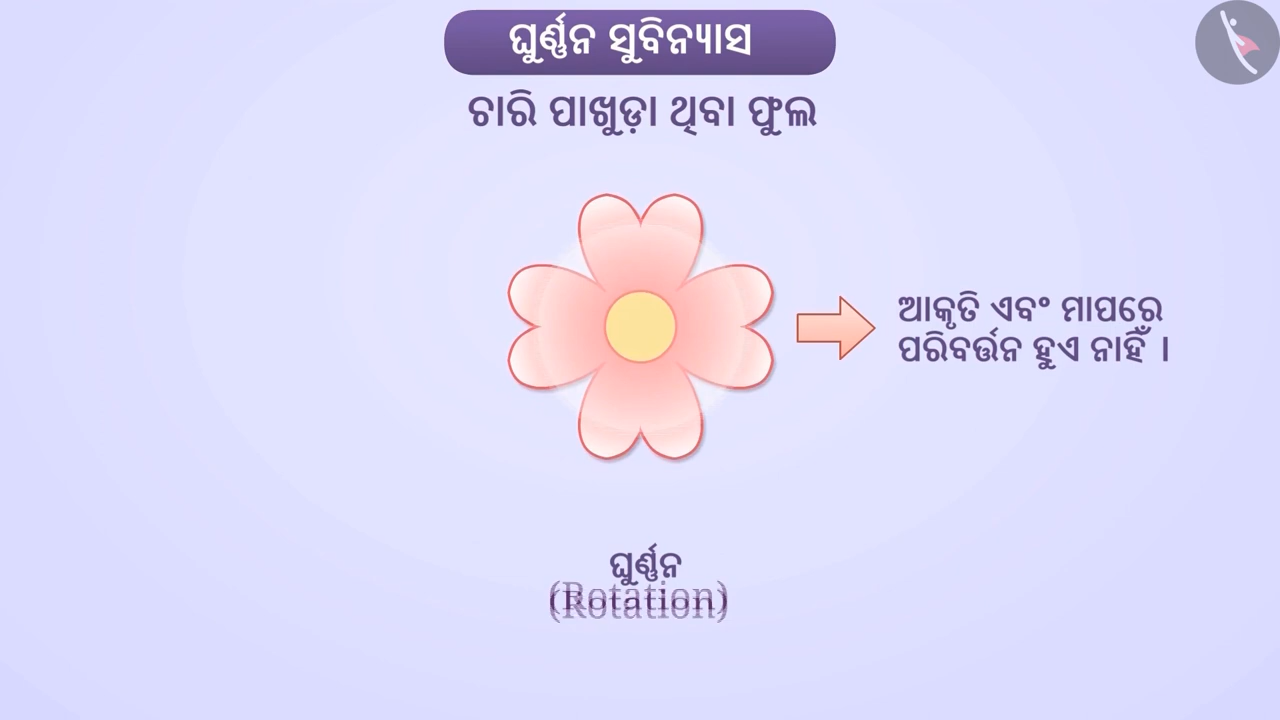 ଘୁର୍ଣ୍ଣନ ସୁବିନ୍ୟାସ
ଚାରି ପାଖୁଡ଼ା ଥିବା ଫୁଲ
ଆକୃତି ଏବଂ ମାପରେ
ପରିବର୍ତ୍ତନ ହୁଏ ନାହିଁ ।
ଘୁର୍ଣ୍ଣନ
(Rotation)